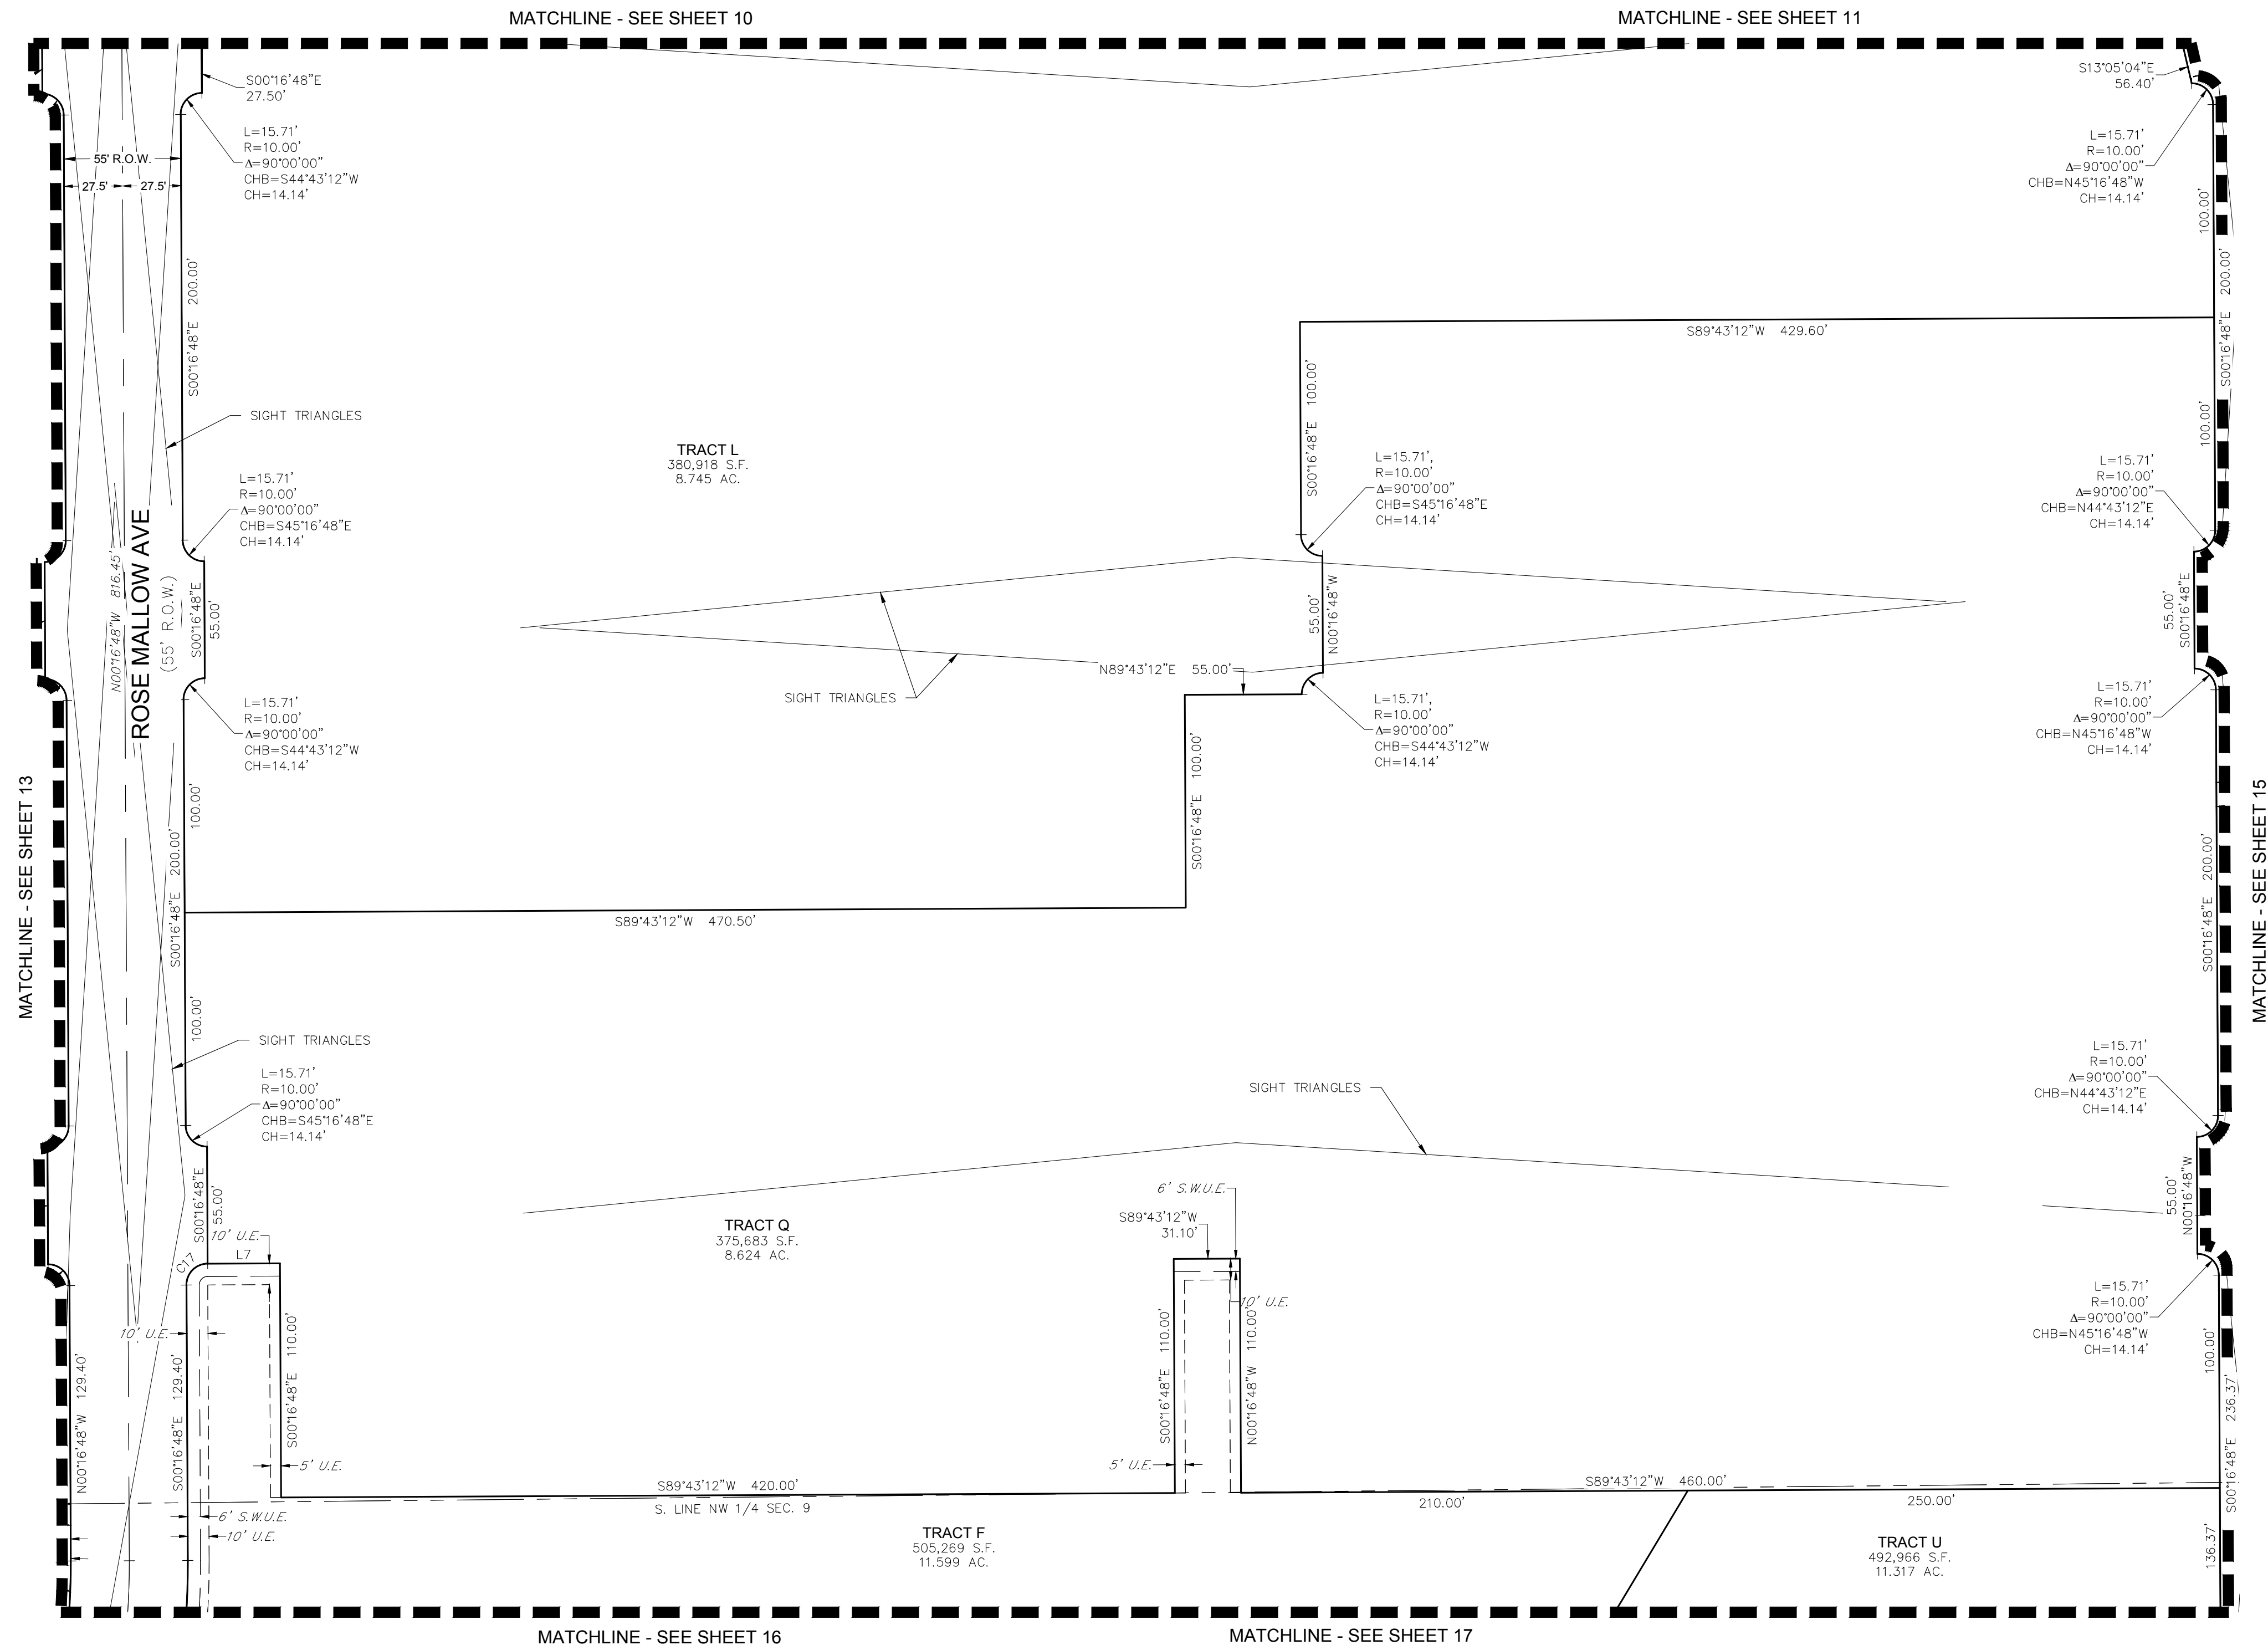 MATCHLINE - SEE SHEET 10
MATCHLINE - SEE SHEET 11
S00°16'48"E
27.50'
L=15.71'
R=10.00'
Δ=90°00'00"
CHB=S44°43'12"W
CH=14.14'
55' R.O.W.
27.5'
27.5'
S13°05'04"E
56.40'
L=15.71'
R=10.00'
Δ=90°00'00"
CHB=N45°16'48"W
CH=14.14'
100.00'
S00°16'48"E 200.00'
S00°16'48"E 200.00'
S89°43'12"W 429.60'
S00°16'48"E 100.00'
100.00'
SIGHT TRIANGLES
TRACT L
380,918 S.F.
8.745 AC.
L=15.71'
R=10.00'
Δ=90°00'00"
CHB=S45°16'48"E
CH=14.14'
L=15.71',
R=10.00'
Δ=90°00'00"
CHB=S45°16'48"E
CH=14.14'
L=15.71'
R=10.00'
Δ=90°00'00"
CHB=N44°43'12"E
CH=14.14'
N00°16'48"W 816.45'
ROSE MALLOW AVE
(55' R.O.W.)
S00°16'48"E
55.00'
55.00'
N00°16'48"W
55.00'
S00°16'48"E
N89°43'12"E 55.00'
SIGHT TRIANGLES
L=15.71'
R=10.00'
Δ=90°00'00"
CHB=S44°43'12"W
CH=14.14'
L=15.71',
R=10.00'
Δ=90°00'00"
CHB=S44°43'12"W
CH=14.14'
L=15.71'
R=10.00'
Δ=90°00'00"
CHB=N45°16'48"W
CH=14.14'
MATCHLINE - SEE SHEET 13
MATCHLINE - SEE SHEET 15
100.00'
S00°16'48"E 200.00'
S00°16'48"E 100.00'
S00°16'48"E 200.00'
S89°43'12"W 470.50'
100.00'
SIGHT TRIANGLES
L=15.71'
R=10.00'
Δ=90°00'00"
CHB=S45°16'48"E
CH=14.14'
SIGHT TRIANGLES
L=15.71'
R=10.00'
Δ=90°00'00"
CHB=N44°43'12"E
CH=14.14'
S00°16'48"E
55.00'
55.00'
N00°16'48"W
6' S.W.U.E.
S89°43'12"W
31.10'
TRACT Q
375,683 S.F.
8.624 AC.
10' U.E.
L7
C17
10' U.E.
10' U.E.
L=15.71'
R=10.00'
Δ=90°00'00"
CHB=N45°16'48"W
CH=14.14'
N00°16'48"W 129.40'
S00°16'48"E 129.40'
S00°16'48"E 110.00'
S00°16'48"E 110.00'
N00°16'48"W 110.00'
100.00'
S00°16'48"E 236.37'
5' U.E.
5' U.E.
S89°43'12"W 420.00'
S. LINE NW 1/4 SEC. 9
S89°43'12"W 460.00'
210.00'
250.00'
6' S.W.U.E.
10' U.E.
TRACT F
505,269 S.F.
11.599 AC.
TRACT U
492,966 S.F.
11.317 AC.
136.37'
MATCHLINE - SEE SHEET 16
MATCHLINE - SEE SHEET 17